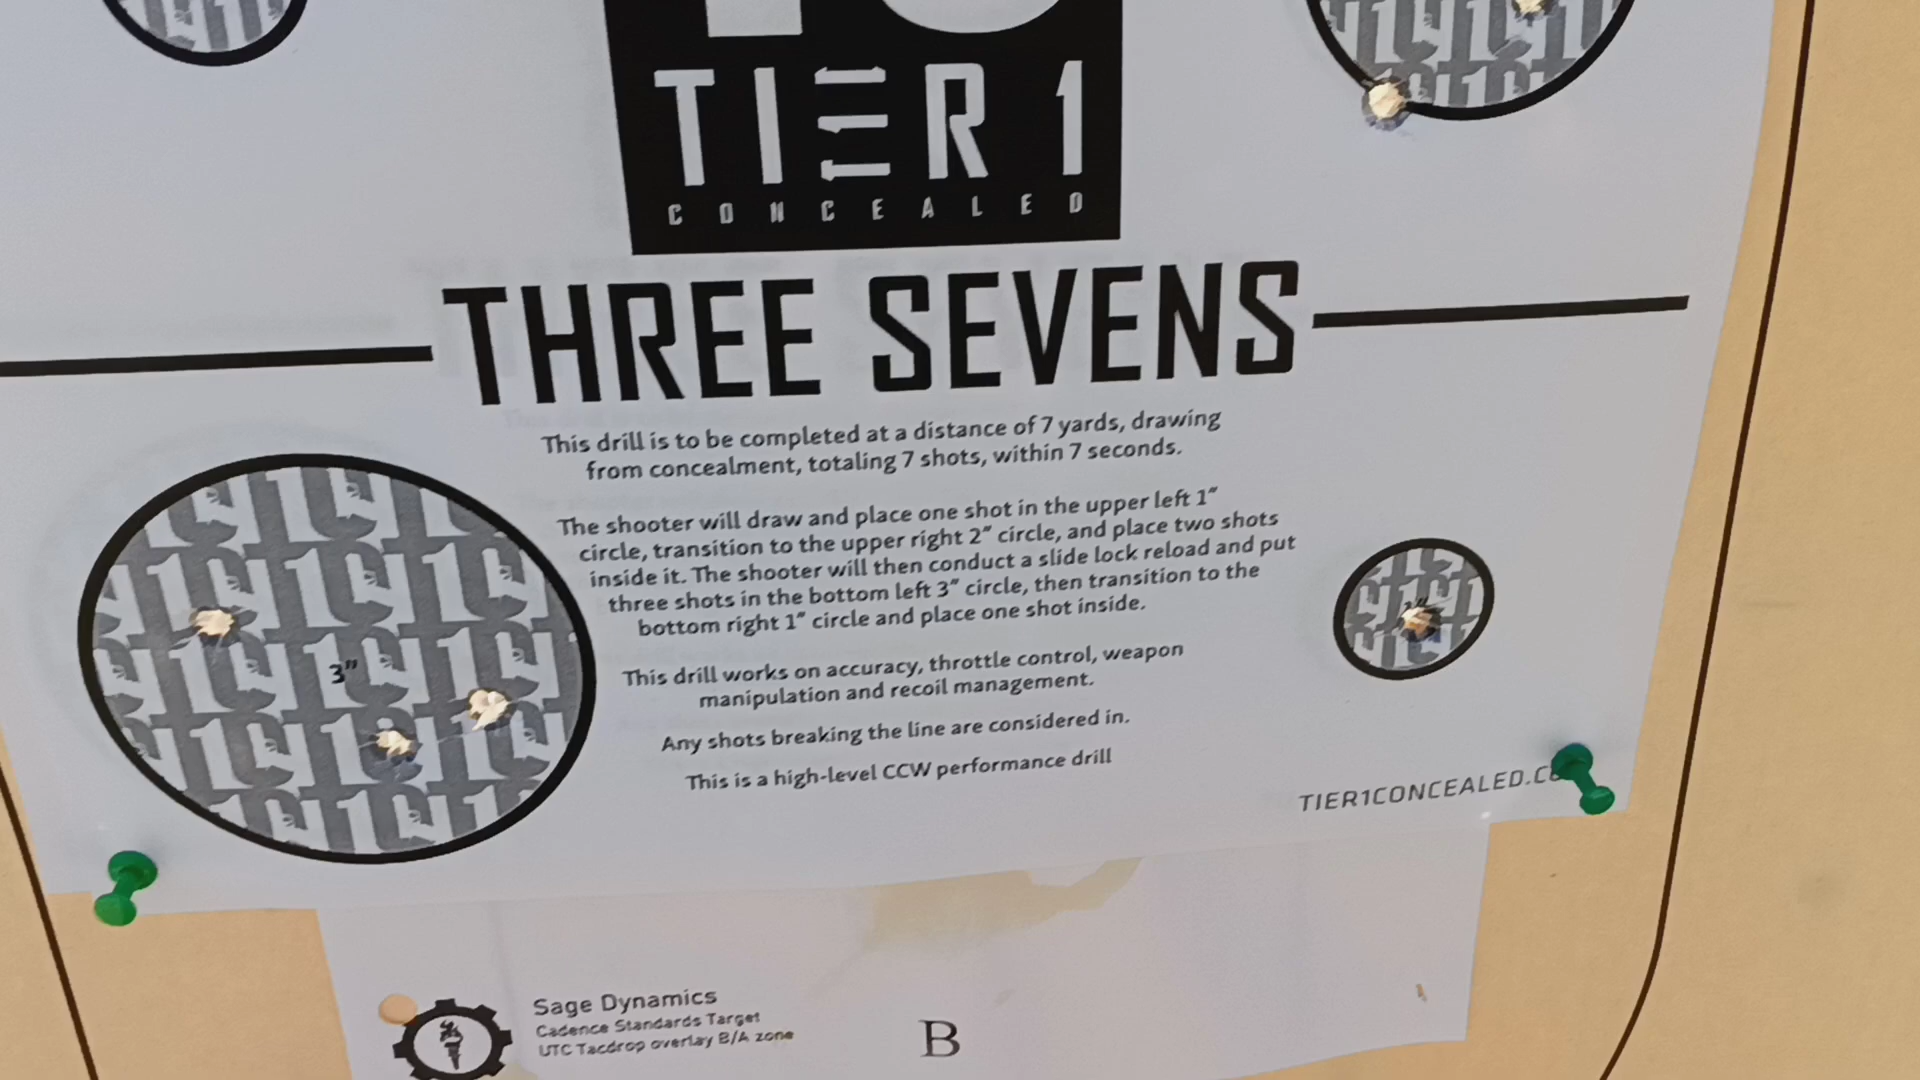 TIER 1
CONCEALED
THREE SEVENS
This drill is to be completed at a distance of 7 yards, drawing
from concealment, totaling 7 shots, within 7 seconds.
The shooter will draw and place one shot in the upper left 1"
circle, transition to the upper right 2" circle, and place two shots
inside it. The shooter will then conduct a slide lock reload and put
three shots in the bottom left 3" circle, then transition to the
bottom right 1" circle and place one shot inside.
This drill works on accuracy, throttle control, weapon
manipulation and recoil management.
Any shots breaking the line are considered in.
This is a high-level CCW performance drill
3"
TIER1CONCEALED.C
Sage Dynamics
Cadence Standards Target
UTC Tacdrop overlay B/A zone
B